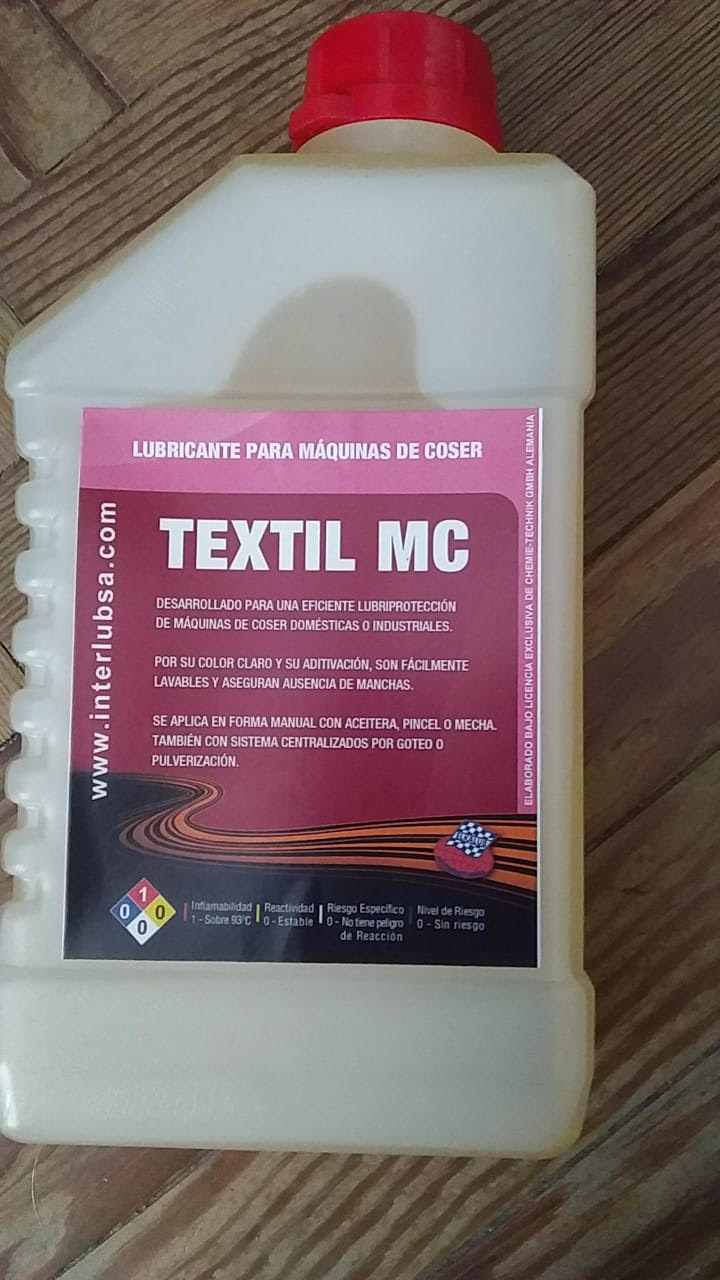 LUBRICANTE PARA MÁQUINAS DE COSER
TEXTIL MC
DESARROLLADO PARA UNA EFICIENTE LUBRIPROTECCIÓN
DE MÁQUINAS DE COSER DOMÉSTICAS O INDUSTRIALES.
POR SU COLOR CLARO Y SU ADITIVACIÓN, SON FÁCILMENTE
LAVABLES Y ASEGURAN AUSENCIA DE MANCHAS.
SE APLICA EN FORMA MANUAL CON ACEITERA, PINCEL O MECHA.
TAMBIÉN CON SISTEMA CENTRALIZADOS POR GOTEO O
PULVERIZACIÓN.
www.interlubsa.com
ELABORADO BAJO LICENCIA EXCLUSIVA DE CHEMIE-TECHNIK GMBH ALEMANIA
1
0 0
0
Inflamabilidad
1 - Sobre 93°C
Reactividad
0 - Estable
Riesgo Específico
0 - No tiene peligro
de Reacción
Nivel de Riesgo
0 - Sin riesgo